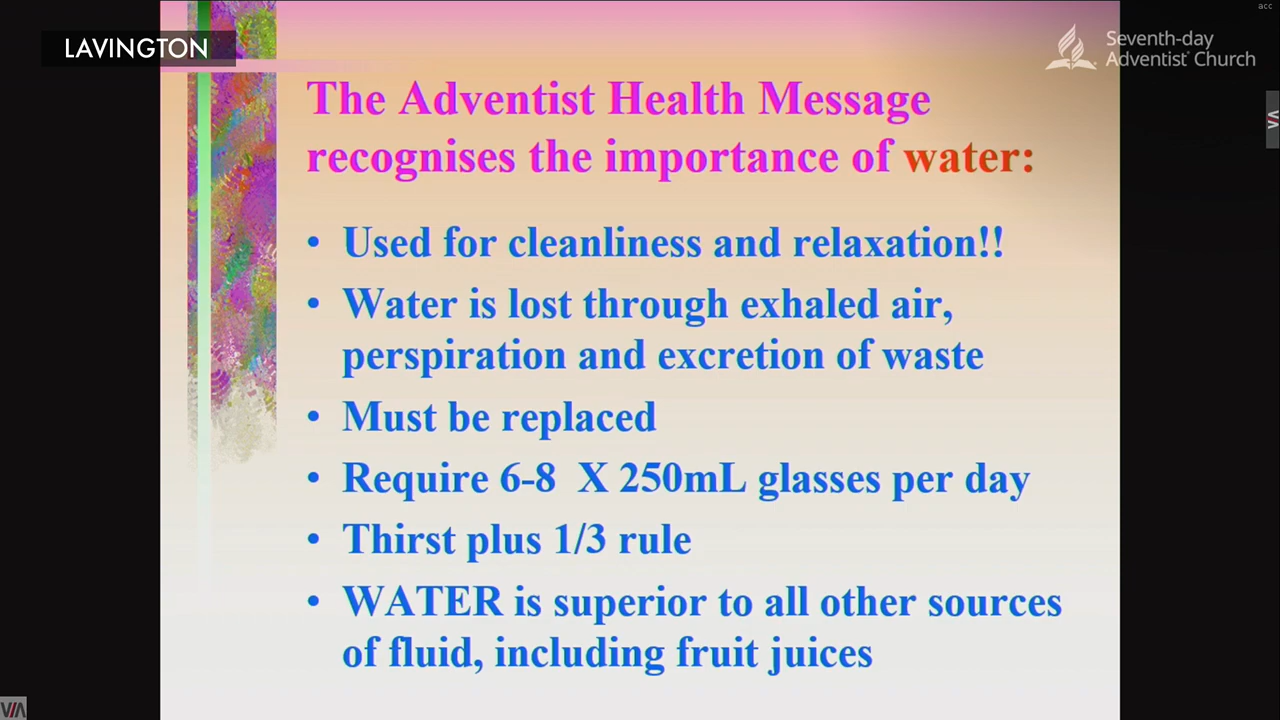 acc
LAVINGTON
Seventh-day
Adventist Church
The Adventist Health Message
recognises the importance of water:
• Used for cleanliness and relaxation!!
• Water is lost through exhaled air,
perspiration and excretion of waste
• Must be replaced
• Require 6-8 X 250mL glasses per day
• Thirst plus 1/3 rule
• WATER is superior to all other sources
of fluid, including fruit juices
VIA